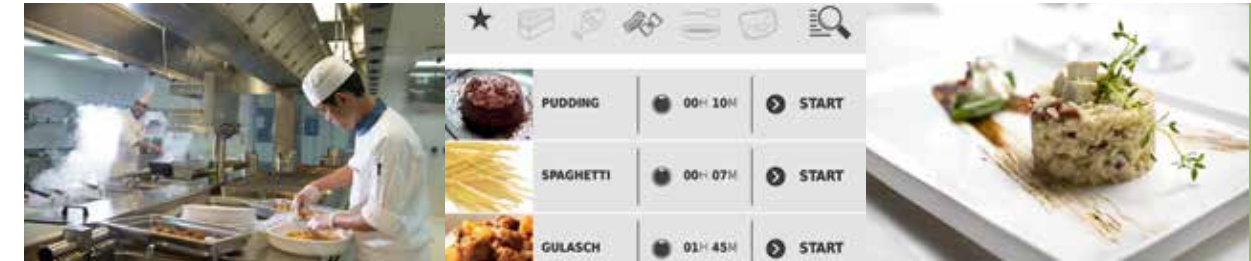 PUDDING 00H 10M START
SPAGHETTI 00H 07M START
GULASCH 01H 45M START